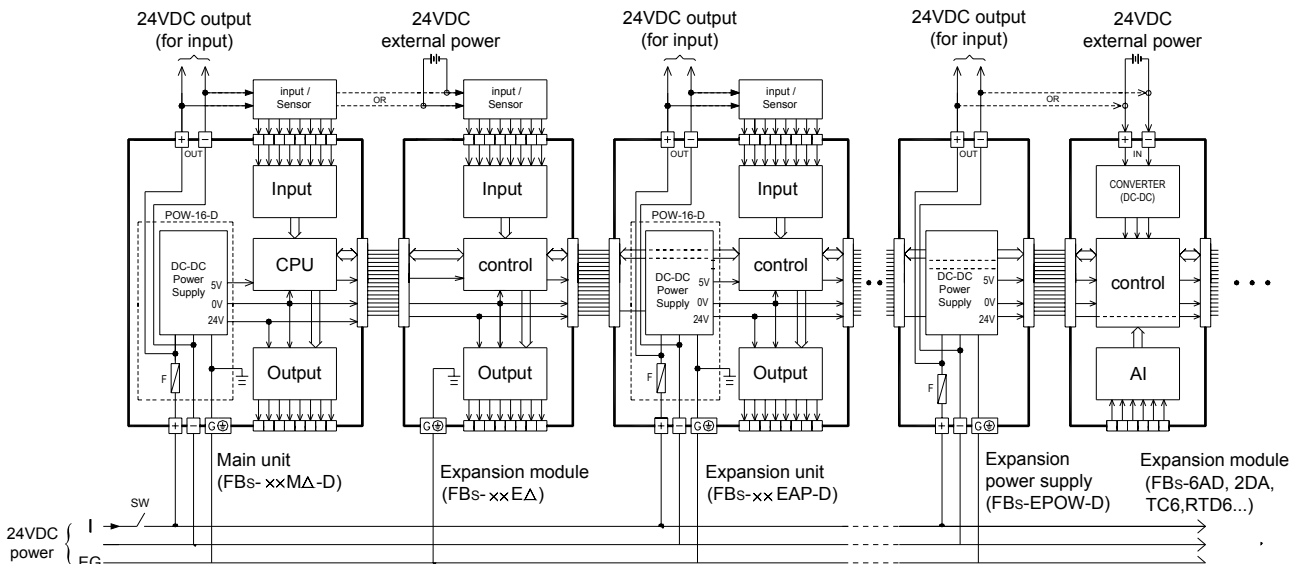 24VDC output
(for input)
24VDC
external power
24VDC output
(for input)
24VDC output
(for input)
24VDC
external power
input /
Sensor
OR
input /
Sensor
input /
Sensor
OR
+ −
OUT
+ −
OUT
+ −
OUT
+ −
IN
Input
Input
Input
CONVERTER
(DC-DC)
POW-16-D
DC-DC
Power
Supply
5V
0V
24V
CPU
control
POW-16-D
DC-DC
Power
Supply
5V
0V
24V
control
DC-DC
Power
Supply
5V
0V
24V
control
F
Output
Output
F
Output
F
AI
+ − G
G
+ − G
+ − G
Main unit
(FBs-××MΔ-D)
Expansion module
(FBs-××EΔ)
Expansion unit
(FBs-××EAP-D)
Expansion
power supply
(FBs-EPOW-D)
Expansion module
(FBs-6AD, 2DA,
TC6,RTD6...)
SW
24VDC
power
I
EG